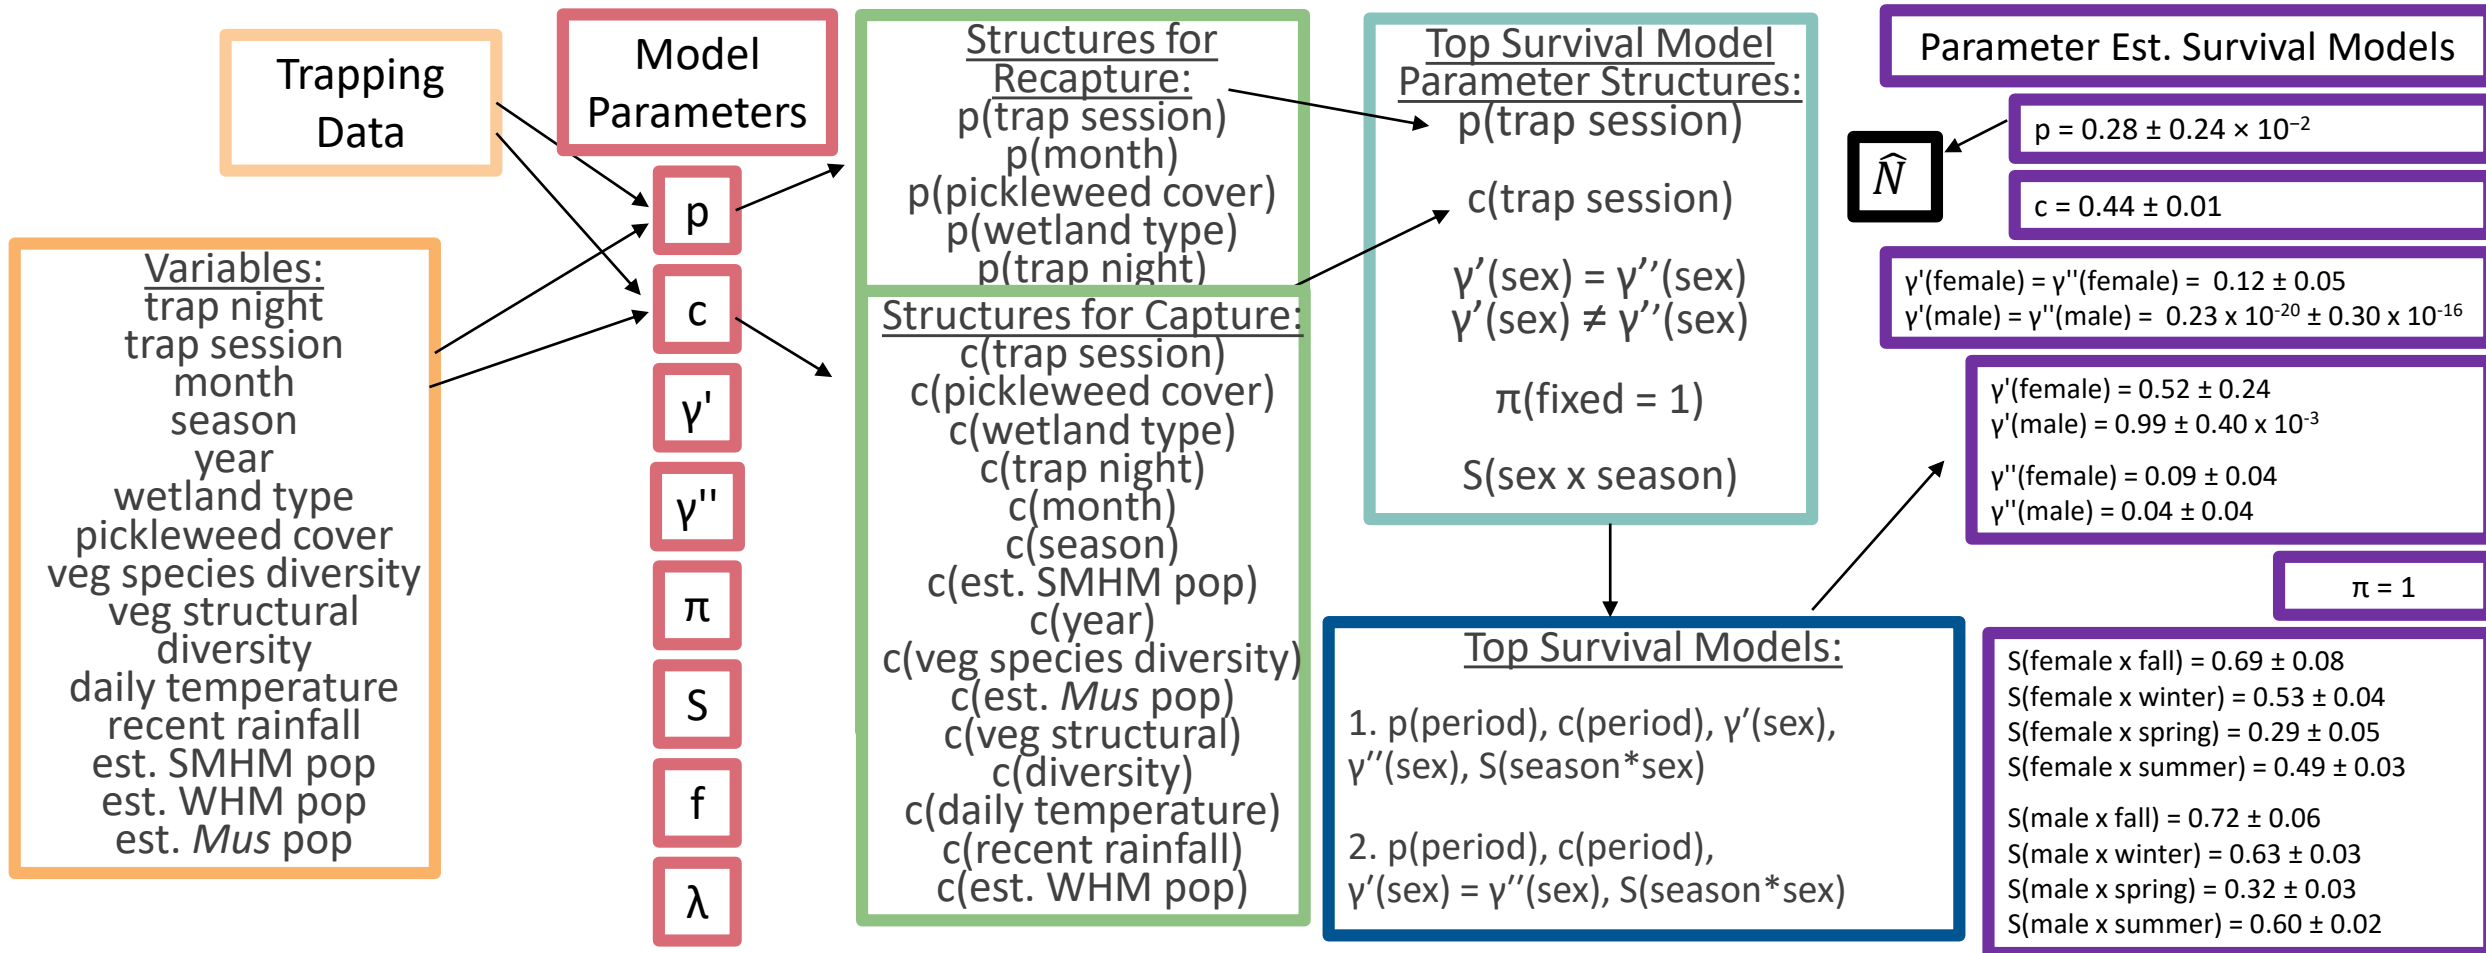 Trapping
Data
Variables:
trap night
trap session
month
season
year
wetland type
pickleweed cover
veg species diversity
veg structural
diversity
daily temperature
recent rainfall
est. SMHM pop
est. WHM pop
est. Mus pop
Model
Parameters
p
c
γ'
γ''
π
S
f
λ
Structures for
Recapture:
p(trap session)
p(month)
p(pickleweed cover)
p(wetland type)
p(trap night)
Structures for Capture:
c(trap session)
c(pickleweed cover)
c(wetland type)
c(trap night)
c(month)
c(season)
c(est. SMHM pop)
c(year)
c(veg species diversity)
c(est. Mus pop)
c(veg structural)
c(diversity)
c(daily temperature)
c(recent rainfall)
c(est. WHM pop)
Top Survival Model
Parameter Structures:
p(trap session)
c(trap session)
γ’(sex) = γ’’(sex)
γ’(sex) ≠ γ’’(sex)
π(fixed = 1)
S(sex x season)
Top Survival Models:
1. p(period), c(period), γ’(sex),
γ’’(sex), S(season*sex)
2. p(period), c(period),
γ’(sex) = γ’’(sex), S(season*sex)
Parameter Est. Survival Models
N̂
p = 0.28 ± 0.24 × 10⁻²
c = 0.44 ± 0.01
γ'(female) = γ''(female) = 0.12 ± 0.05
γ'(male) = γ''(male) = 0.23 x 10⁻²⁰ ± 0.30 x 10⁻¹⁶
γ'(female) = 0.52 ± 0.24
γ'(male) = 0.99 ± 0.40 x 10⁻³
γ''(female) = 0.09 ± 0.04
γ''(male) = 0.04 ± 0.04
π = 1
S(female x fall) = 0.69 ± 0.08
S(female x winter) = 0.53 ± 0.04
S(female x spring) = 0.29 ± 0.05
S(female x summer) = 0.49 ± 0.03
S(male x fall) = 0.72 ± 0.06
S(male x winter) = 0.63 ± 0.03
S(male x spring) = 0.32 ± 0.03
S(male x summer) = 0.60 ± 0.02